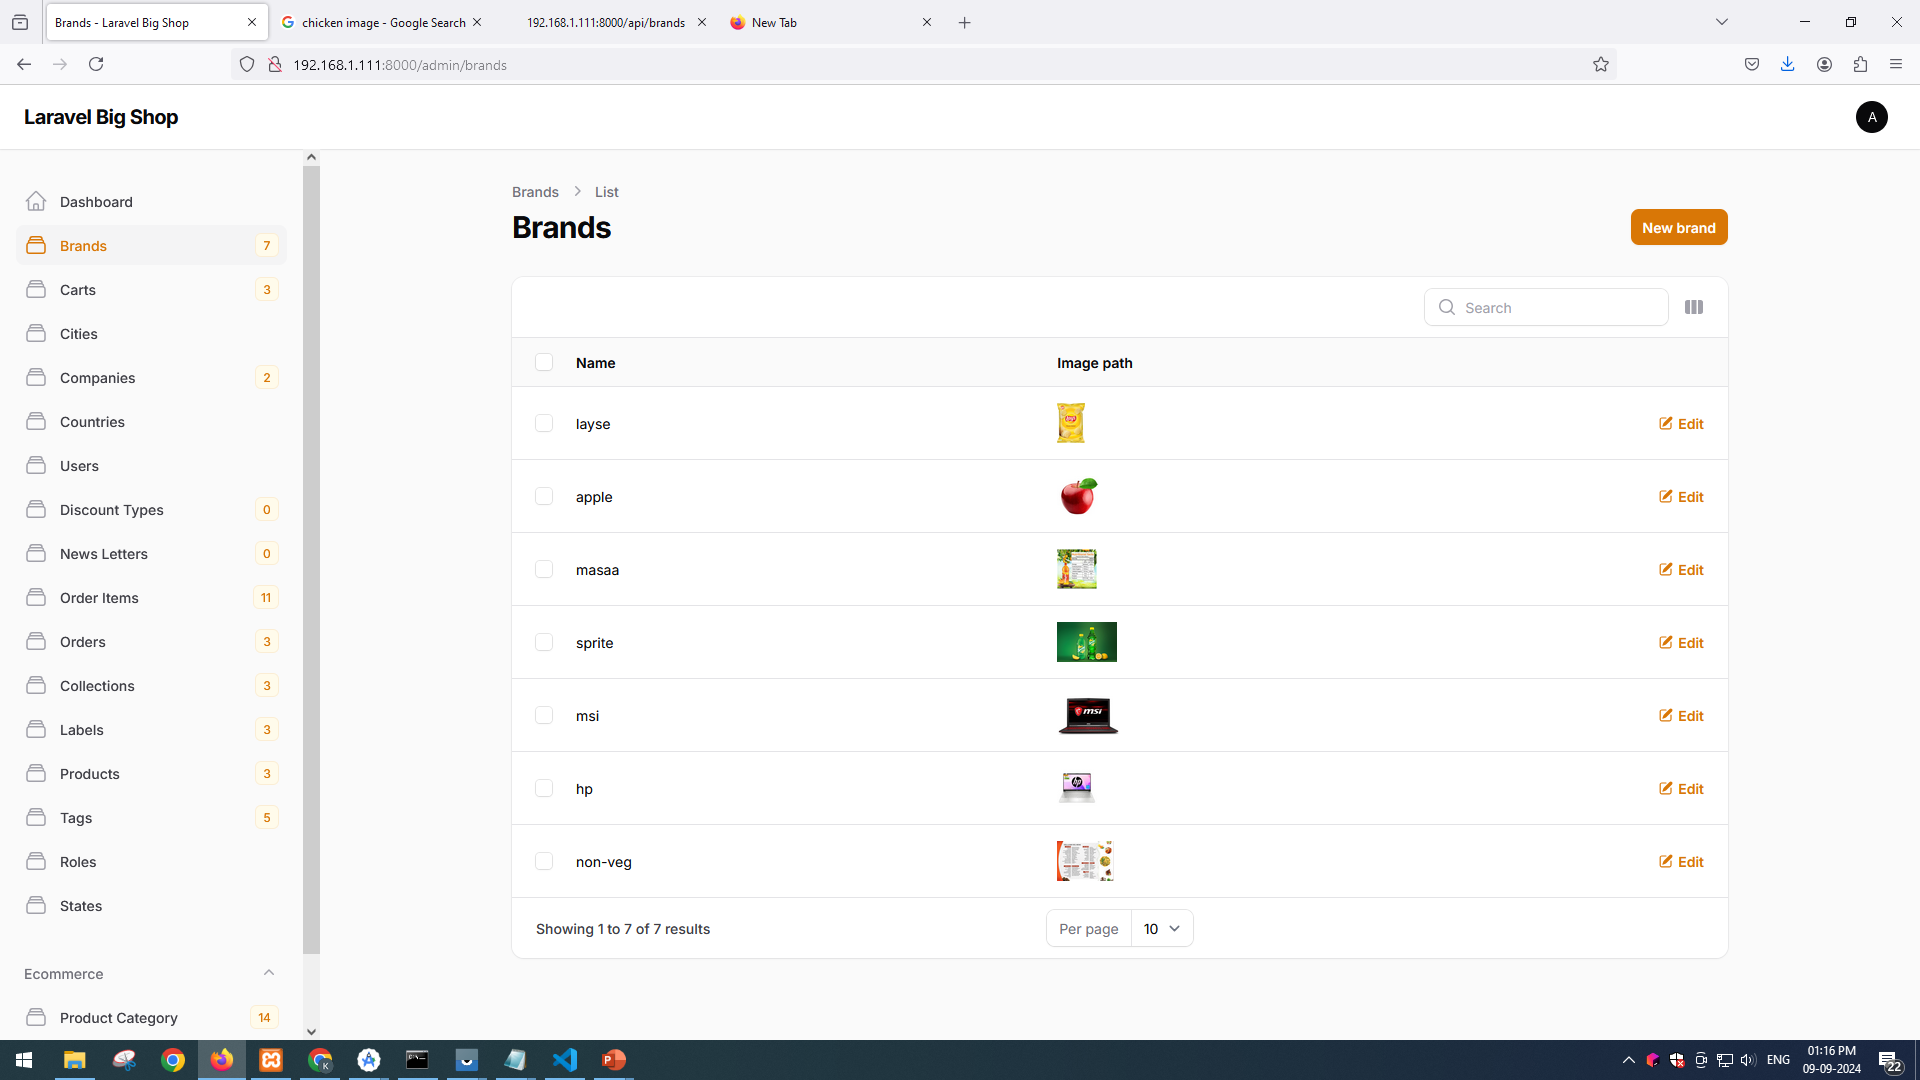 Brands - Laravel Big Shop
chicken image - Google Search
192.168.1.111:8000/api/brands
New Tab
192.168.1.111:8000/admin/brands
Laravel Big Shop
A
Dashboard
Brands 7
Carts 3
Cities
Companies 2
Countries
Users
Discount Types 0
News Letters 0
Order Items 11
Orders 3
Collections 3
Labels 3
Products 3
Tags 5
Roles
States
Ecommerce
Product Category 14
Brands > List
Brands
New brand
Search
Name Image path
layse Edit
apple Edit
masaa Edit
sprite Edit
msi msi Edit
hp hp Edit
non-veg Edit
Showing 1 to 7 of 7 results
Per page 10
K
ENG
01:16 PM
09-09-2024
22